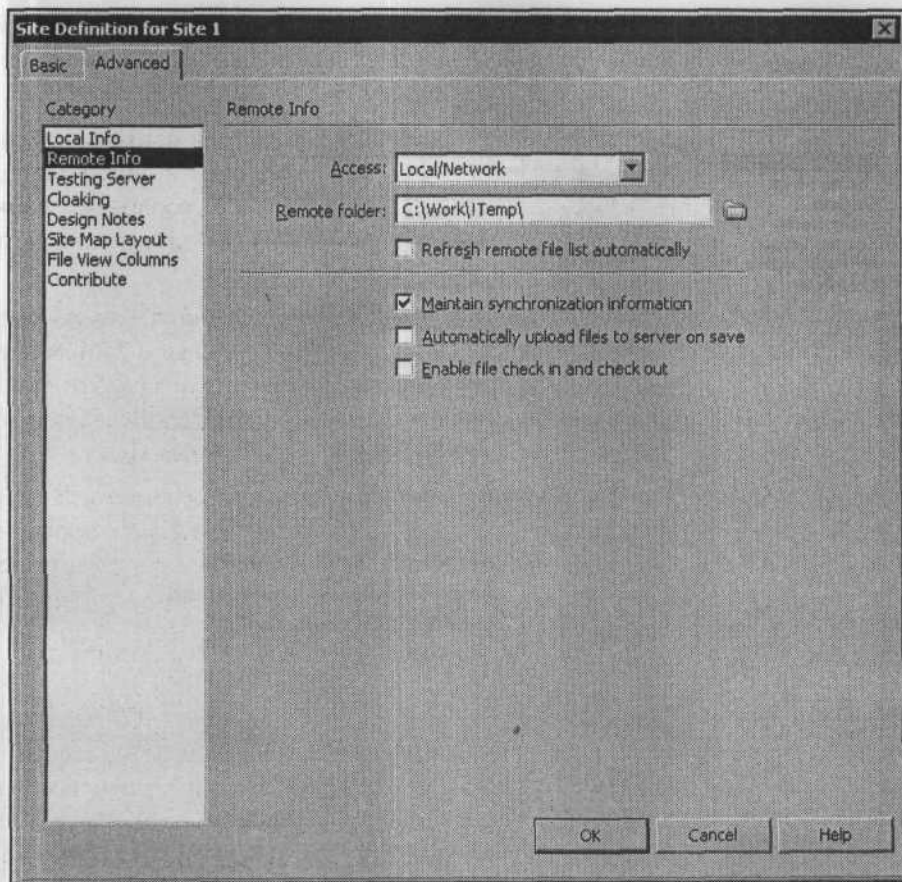 Site Definition for Site 1
Basic
Advanced
Category
Local Info
Remote Info
Testing Server
Cloaking
Design Notes
Site Map Layout
File View Columns
Contribute
Remote Info
Access: Local/Network
Remote folder: C:\Work\!Temp\
Refresh remote file list automatically
Maintain synchronization information
Automatically upload files to server on save
Enable file check in and check out
OK
Cancel
Help